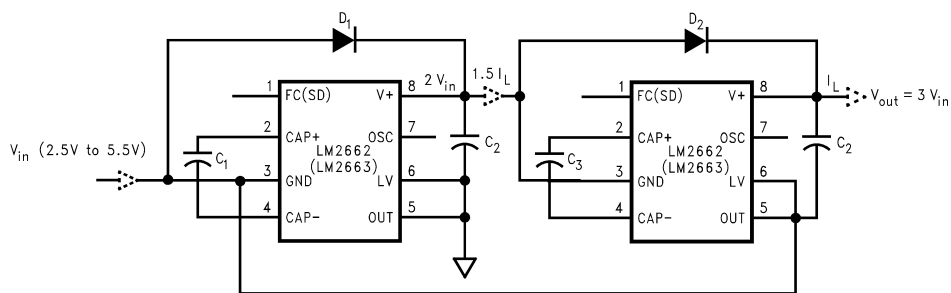 D1
D2
1 FC(SD) V+ 8 2 Vin 1.5 IL
1 FC(SD) V+ 8 IL Vout = 3 Vin
2 CAP+ OSC 7 C2
2 CAP+ OSC 7 C2
Vin (2.5V to 5.5V)
C1 LM2662
(LM2663)
C3 LM2662
(LM2663)
3 GND LV 6
3 GND LV 6
4 CAP- OUT 5
4 CAP- OUT 5